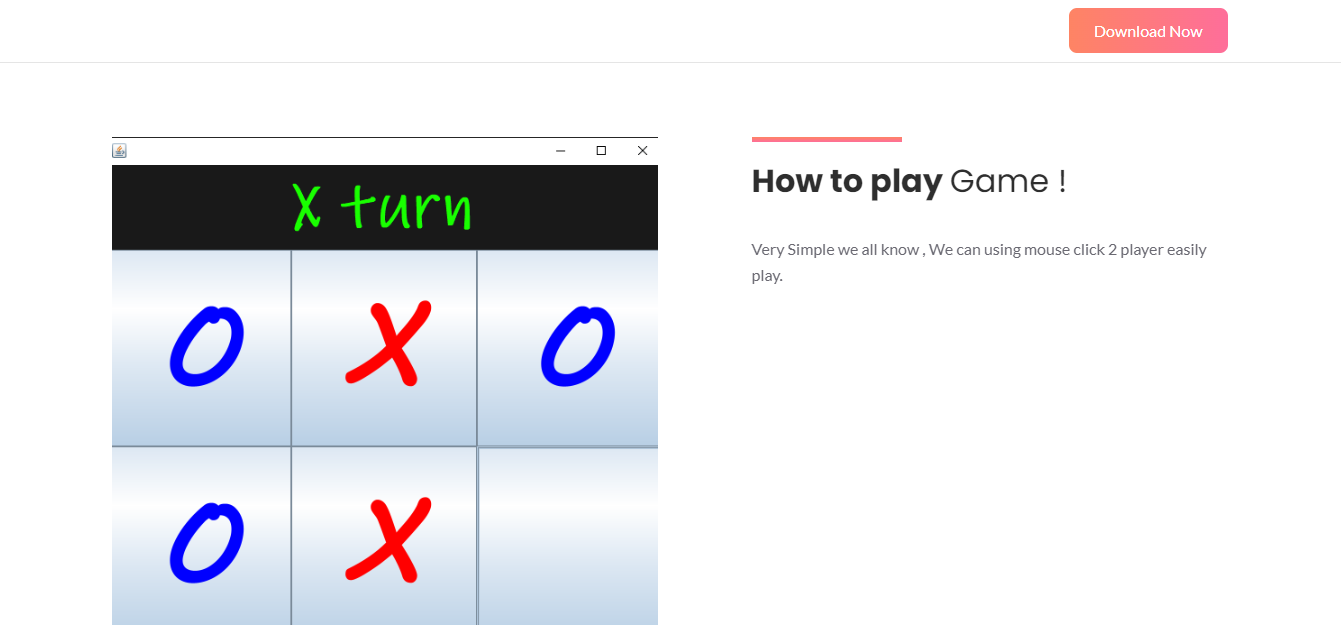 Download Now
X turn
O X O
O X
How to play Game !
Very Simple we all know , We can using mouse click 2 player easily
play.